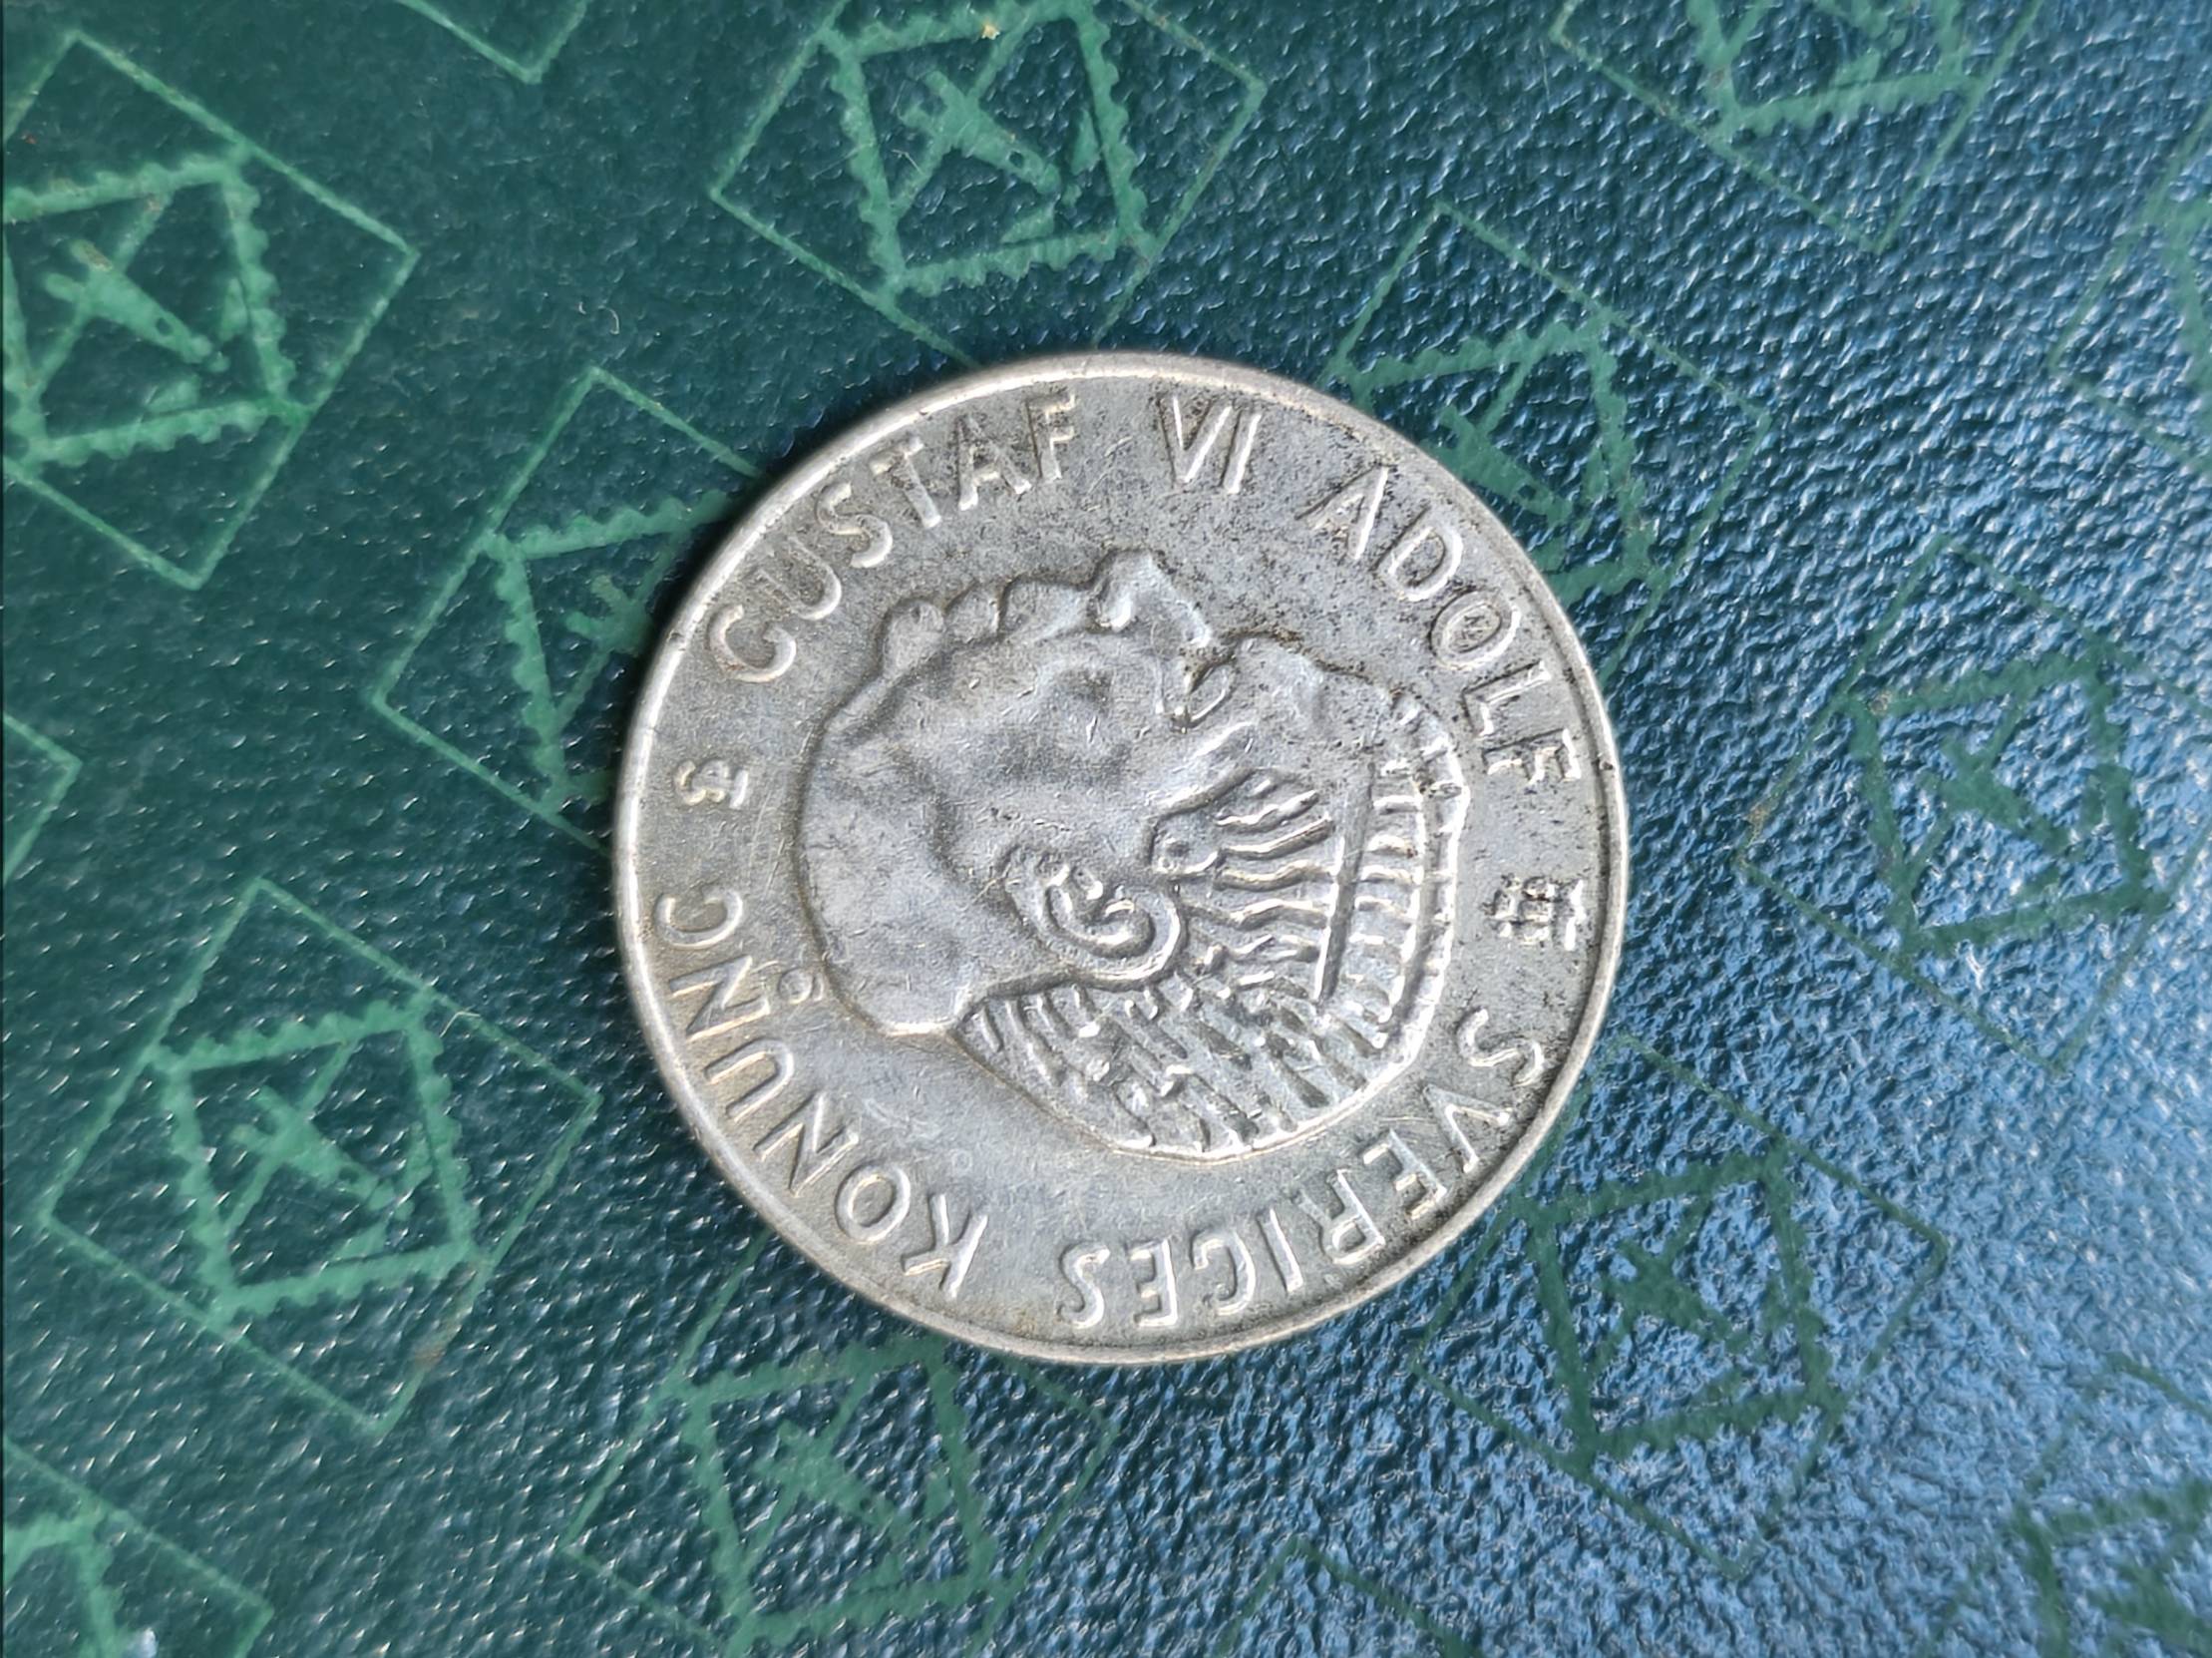 GUSTAF VI ADOLF
SVERIGES KONUNG